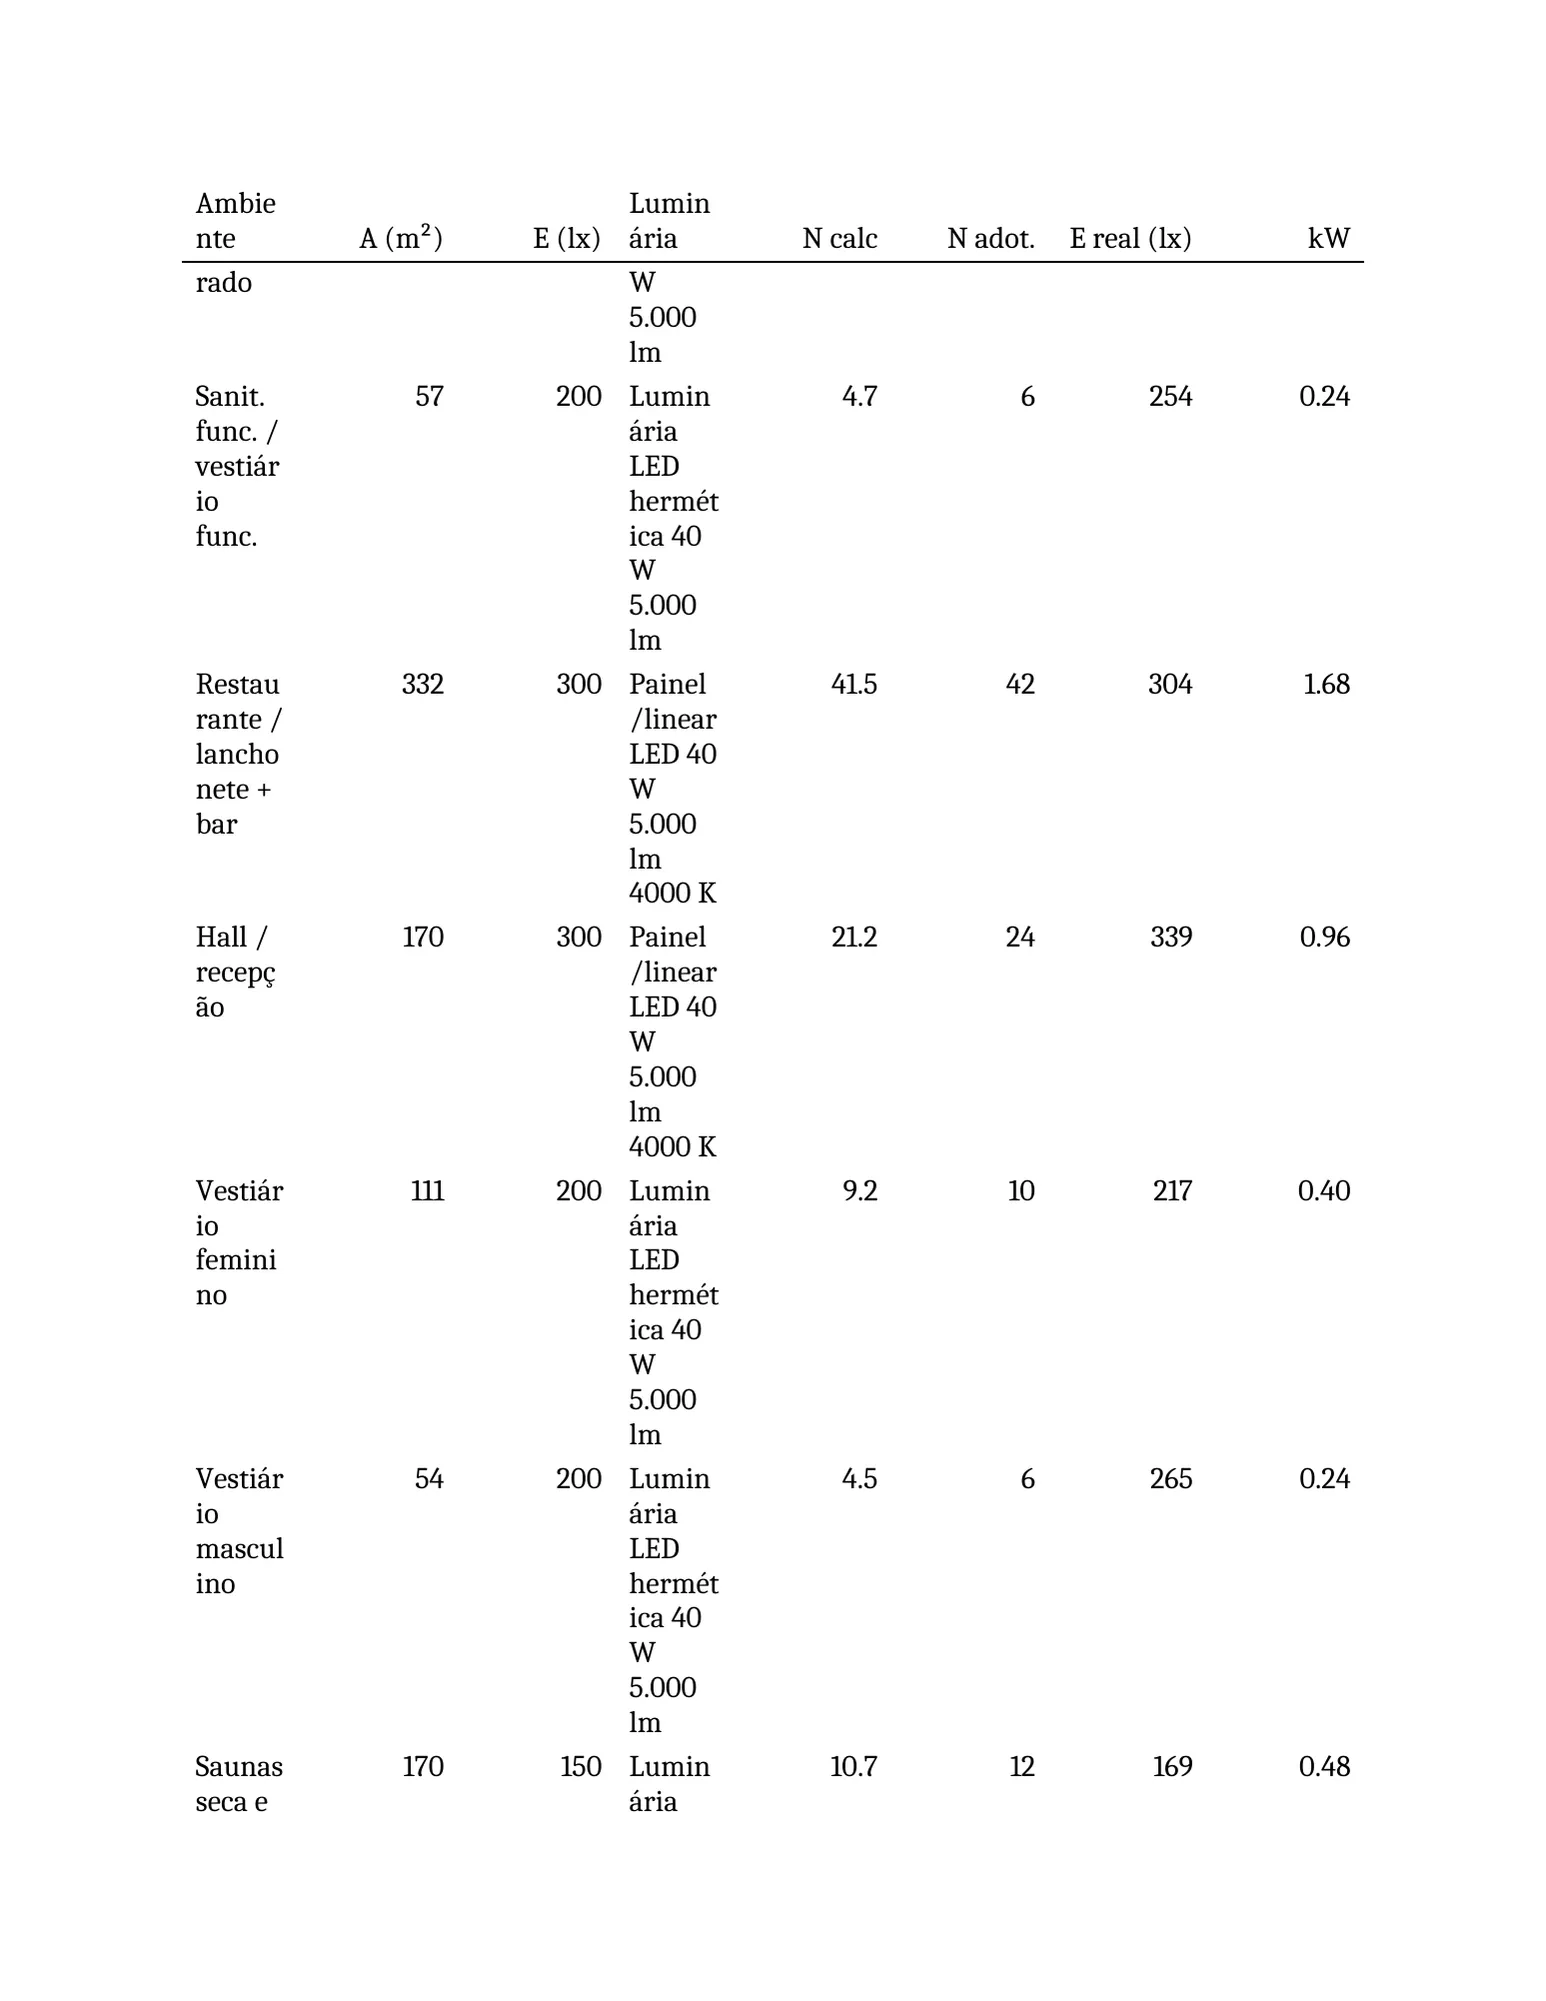 Ambie
nte
A (m²)
E (lx)
Lumin
ária
N calc
N adot.
E real (lx)
kW
rado
W
5.000
lm
Sanit.
func. /
vestiár
io
func.
57
200
Lumin
ária
LED
hermét
ica 40
W
5.000
lm
4.7
6
254
0.24
Restau
rante /
lancho
nete +
bar
332
300
Painel
/linear
LED 40
W
5.000
lm
4000 K
41.5
42
304
1.68
Hall /
recepç
ão
170
300
Painel
/linear
LED 40
W
5.000
lm
4000 K
21.2
24
339
0.96
Vestiár
io
femini
no
111
200
Lumin
ária
LED
hermét
ica 40
W
5.000
lm
9.2
10
217
0.40
Vestiár
io
mascul
ino
54
200
Lumin
ária
LED
hermét
ica 40
W
5.000
lm
4.5
6
265
0.24
Saunas
seca e
170
150
Lumin
ária
10.7
12
169
0.48